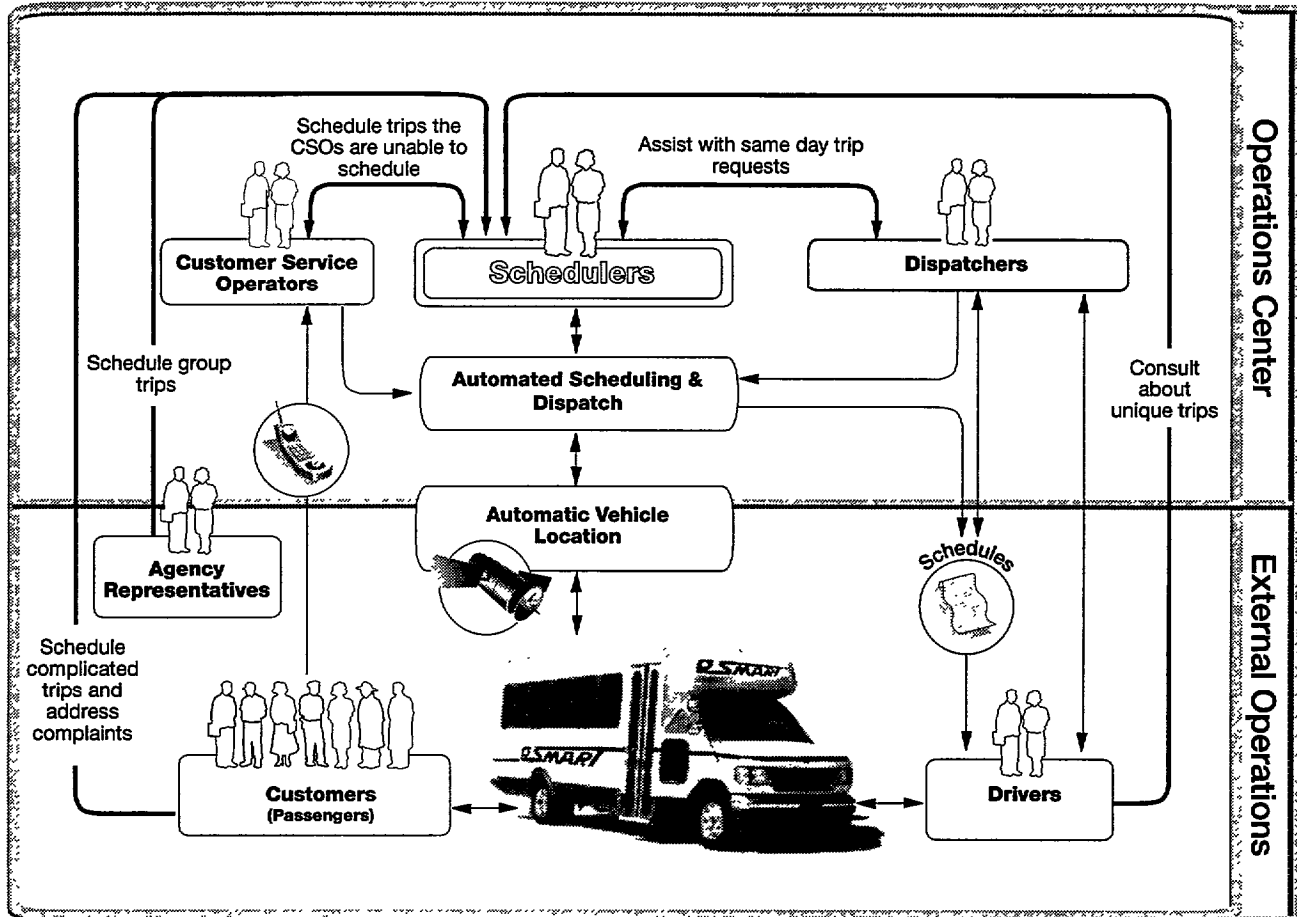 Schedule trips the
CSOs are unable to
schedule
Assist with same day trip
requests
Customer Service
Operators
Schedulers
Dispatchers
Operations Center
Schedule group
trips
Automated Scheduling &
Dispatch
Consult
about
unique trips
Automatic Vehicle
Location
Agency
Representatives
Schedules
External Operations
Schedule
complicated
trips and
address
complaints
SMART
SMART
Customers
(Passengers)
Drivers